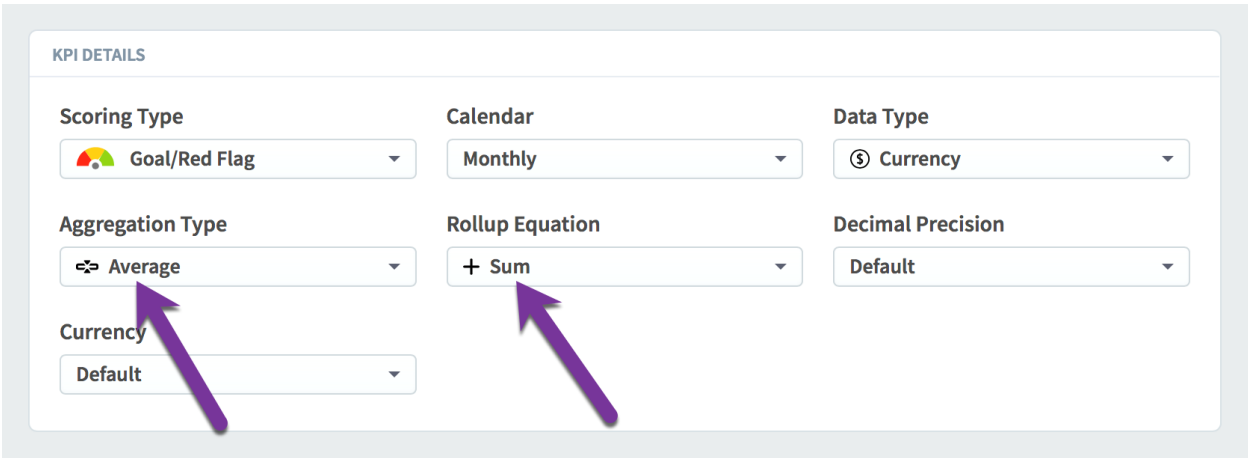 KPI DETAILS
Scoring Type
Calendar
Data Type
Goal/Red Flag
Monthly
Currency
Aggregation Type
Rollup Equation
Decimal Precision
Average
Sum
Default
Currency
Default